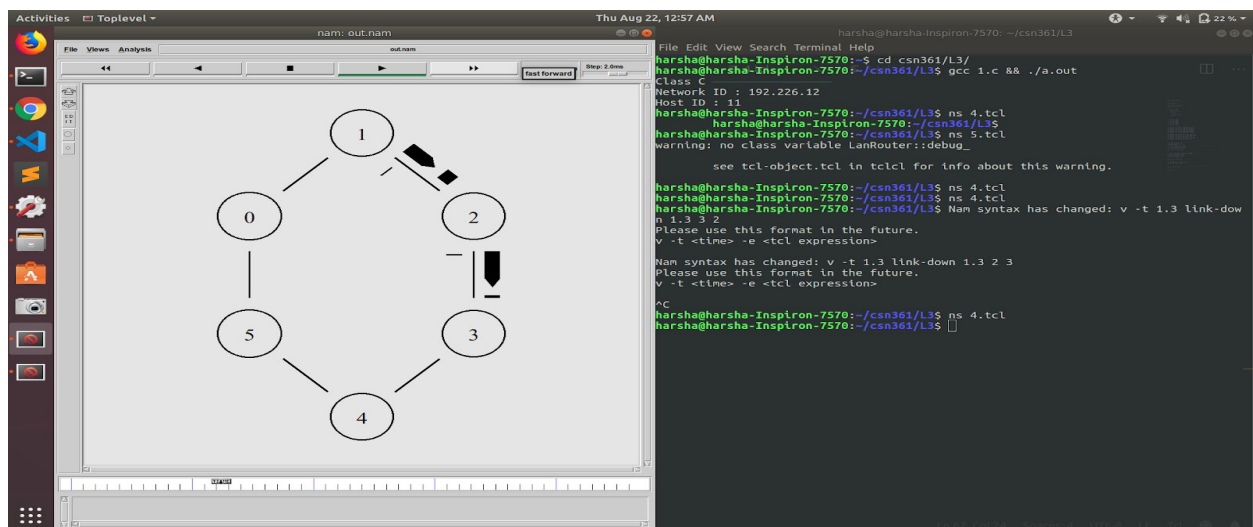 Activities Toplevel Thu Aug 22, 12:57 AM 22 %
nam: out.nam
File Views Analysis out.nam
fast forward
Step: 2.0ms
1
0
2
5
3
4
harsha@harsha-Inspiron-7570: ~/csn361/L3
File Edit View Search Terminal Help
harsha@harsha-Inspiron-7570:~$ cd csn361/L3/
harsha@harsha-Inspiron-7570:~/csn361/L3$ gcc 1.c && ./a.out
Class C
Network ID : 192.226.12
Host ID : 11
harsha@harsha-Inspiron-7570:~/csn361/L3$ ns 4.tcl
harsha@harsha-Inspiron-7570:~/csn361/L3$
harsha@harsha-Inspiron-7570:~/csn361/L3$ ns 5.tcl
warning: no class variable LanRouter::debug_
see tcl-object.tcl in tclcl for info about this warning.
harsha@harsha-Inspiron-7570:~/csn361/L3$ ns 4.tcl
harsha@harsha-Inspiron-7570:~/csn361/L3$ ns 4.tcl
harsha@harsha-Inspiron-7570:~/csn361/L3$ Nam syntax has changed: v -t 1.3 link-dow
n 1.3 3 2
Please use this format in the future.
v -t <time> -e <tcl expression>
Nam syntax has changed: v -t 1.3 link-down 1.3 2 3
Please use this format in the future.
v -t <time> -e <tcl expression>
^C
harsha@harsha-Inspiron-7570:~/csn361/L3$ ns 4.tcl
harsha@harsha-Inspiron-7570:~/csn361/L3$